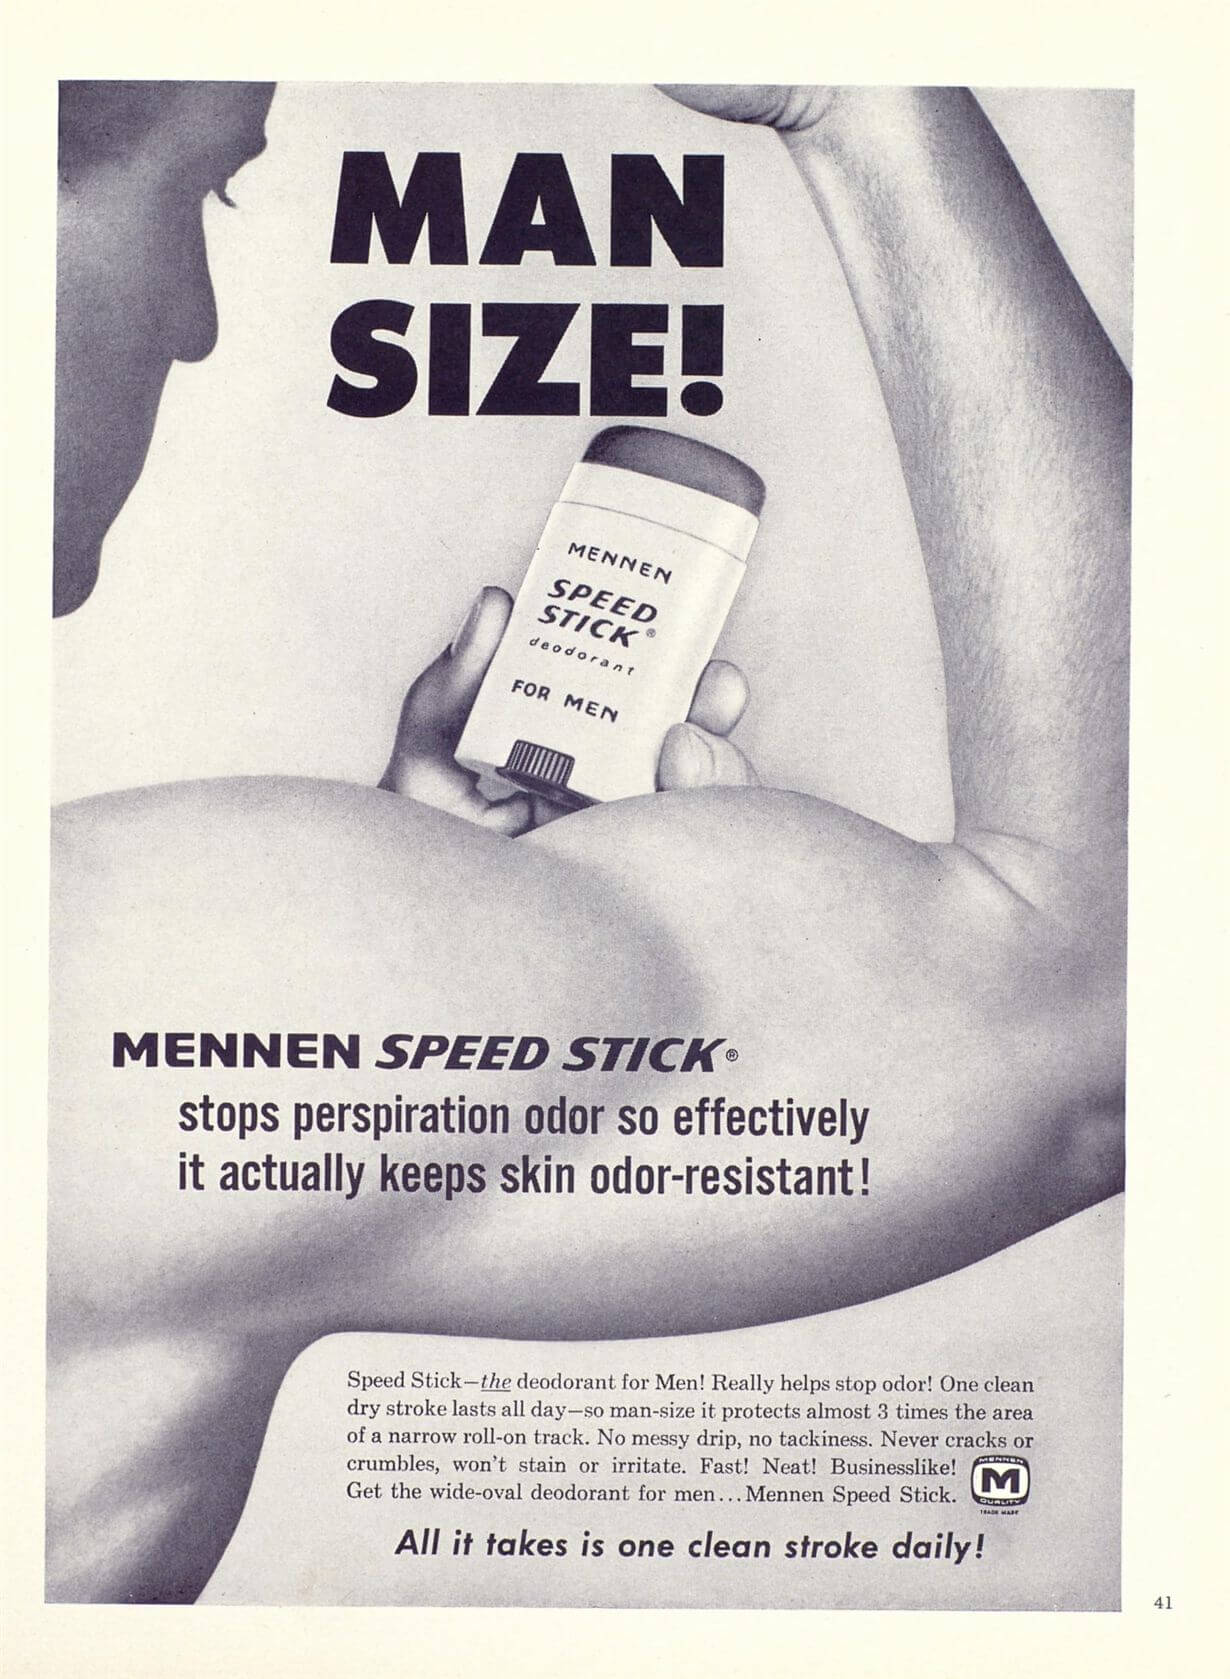 MAN
SIZE!
MENNEN
SPEED
STICK®
deodorant
FOR MEN
MENNEN SPEED STICK®
stops perspiration odor so effectively
it actually keeps skin odor-resistant!
Speed Stick—the deodorant for Men! Really helps stop odor! One clean
dry stroke lasts all day—so man-size it protects almost 3 times the area
of a narrow roll-on track. No messy drip, no tackiness. Never cracks or
crumbles, won't stain or irritate. Fast! Neat! Businesslike!
Get the wide-oval deodorant for men...Mennen Speed Stick.
MENNEN
M
QUALITY
TRADE MARK
All it takes is one clean stroke daily!
41